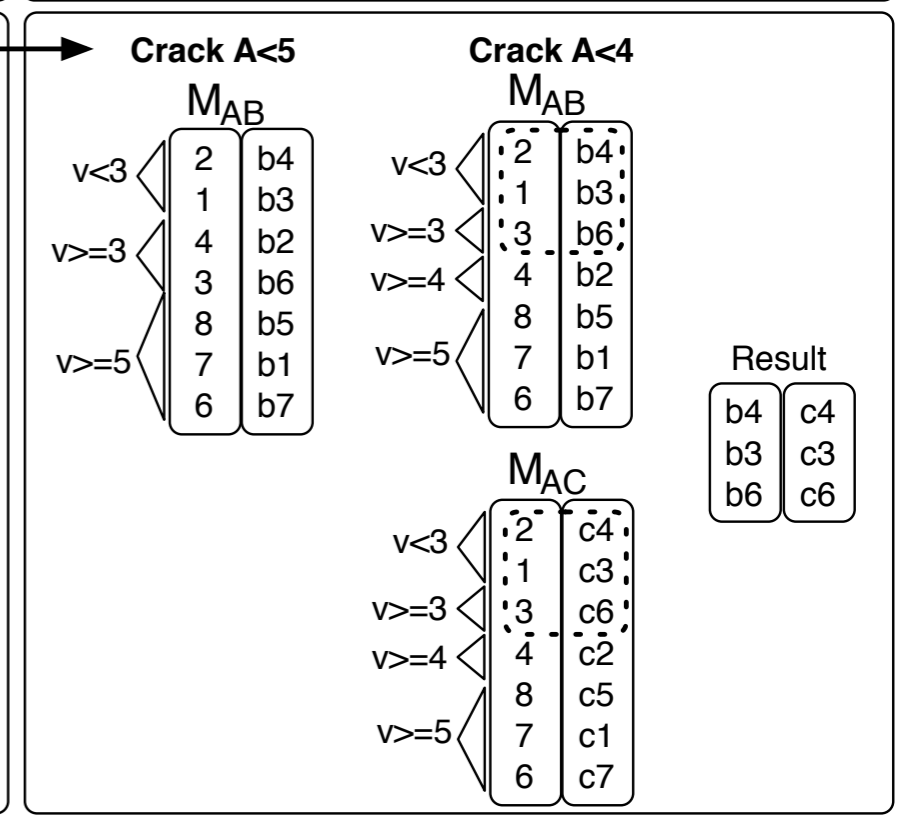 Crack A<5
M_AB
v<3
v>=3
v>=5
2 b4
1 b3
4 b2
3 b6
8 b5
7 b1
6 b7
Crack A<4
M_AB
v<3
v>=3
v>=4
v>=5
2 b4
1 b3
3 b6
4 b2
8 b5
7 b1
6 b7
M_AC
v<3
v>=3
v>=4
v>=5
2 c4
1 c3
3 c6
4 c2
8 c5
7 c1
6 c7
Result
b4 c4
b3 c3
b6 c6